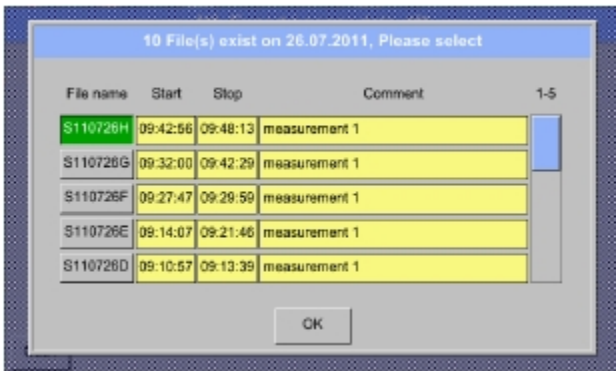 10 File(s) exist on 26.07.2011, Please select
File name Start Stop Comment 1-5
S110726H 09:42:56 09:48:13 measurement 1
S110726G 09:32:00 09:42:29 measurement 1
S110726F 09:27:47 09:29:59 measurement 1
S110726E 09:14:07 09:21:46 measurement 1
S110726D 09:10:57 09:13:39 measurement 1
OK